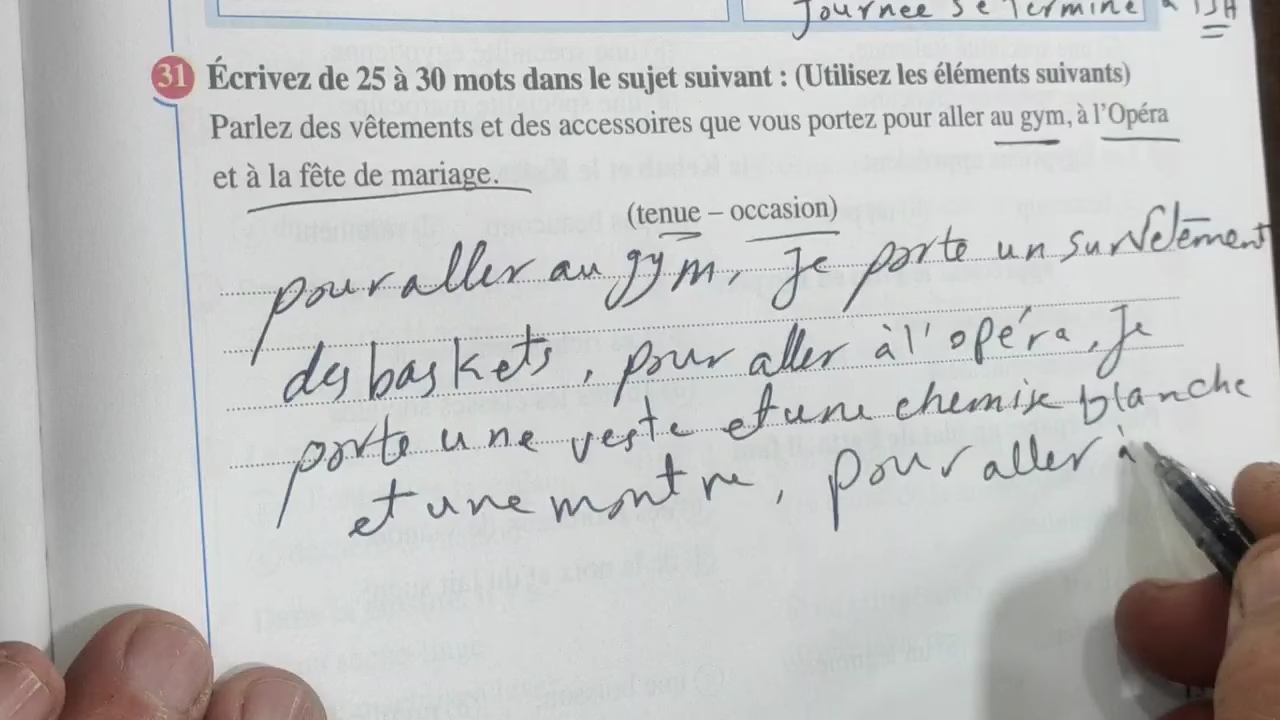 Journée se termine à 15H
31 Écrivez de 25 à 30 mots dans le sujet suivant : (Utilisez les éléments suivants)
Parlez des vêtements et des accessoires que vous portez pour aller au gym, à l'Opéra
et à la fête de mariage.
(tenue – occasion)
pour aller au gym, Je porte un survêtement
des baskets, pour aller à l'opéra, Je
porte une veste et une chemise blanche
et une montre, pour aller à